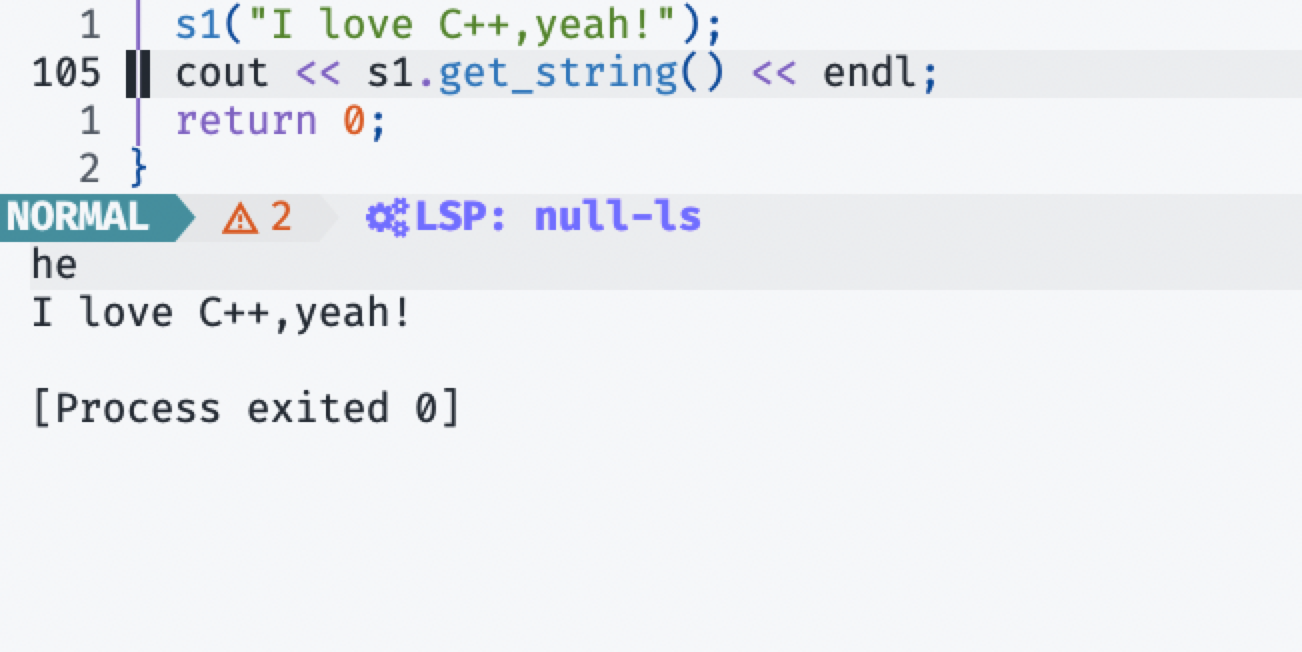 1 s1("I love C++,yeah!");
105 cout << s1.get_string() << endl;
1 return 0;
2 }
NORMAL 2 LSP: null-ls
he
I love C++,yeah!
[Process exited 0]